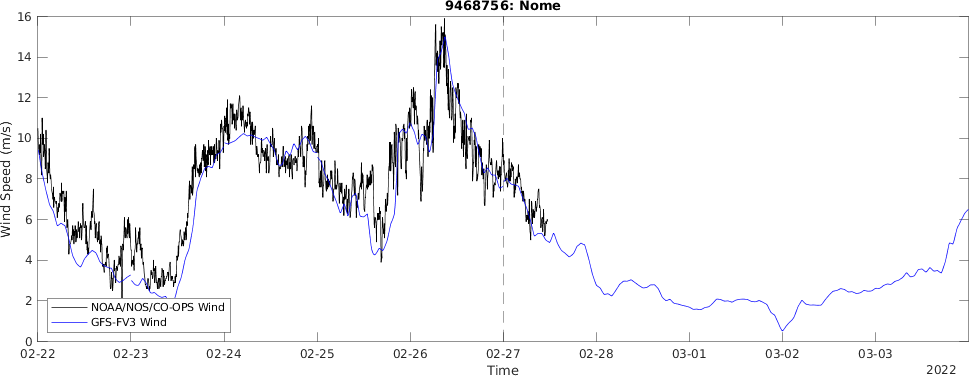 9468756: Nome
16
14
12
10
8
6
4
2
0
Wind Speed (m/s)
NOAA/NOS/CO-OPS Wind
GFS-FV3 Wind
02-22 02-23 02-24 02-25 02-26 02-27 02-28 03-01 03-02 03-03
Time
2022